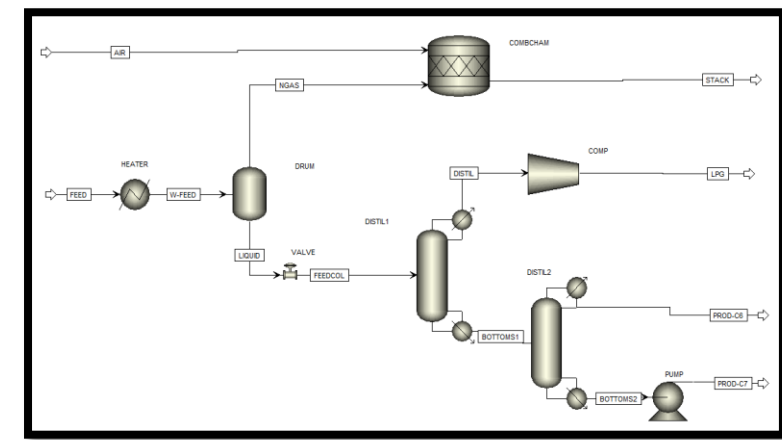 AIR
COMBCHAM
NGAS
STACK
HEATER
DRUM
COMP
FEED
W-FEED
DISTIL
LPG
DISTIL1
LIQUID
VALVE
FEEDCOL
DISTIL2
PROD-C6
BOTTOMS1
PUMP
PROD-C7
BOTTOMS2